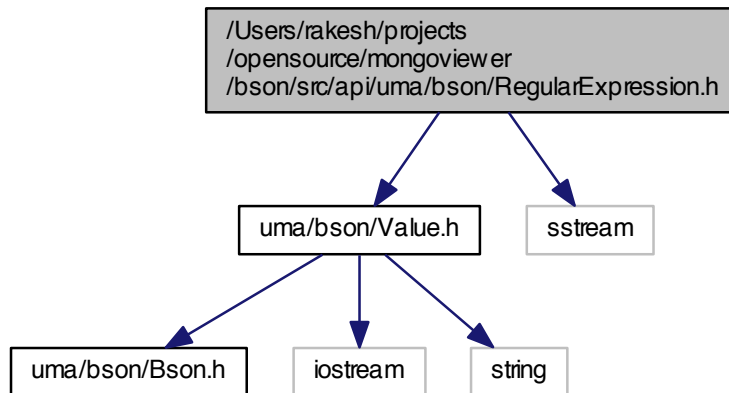 /Users/rakesh/projects
/opensource/mongoviewer
/bson/src/api/uma/bson/RegularExpression.h
uma/bson/Value.h
sstream
uma/bson/Bson.h
iostream
string